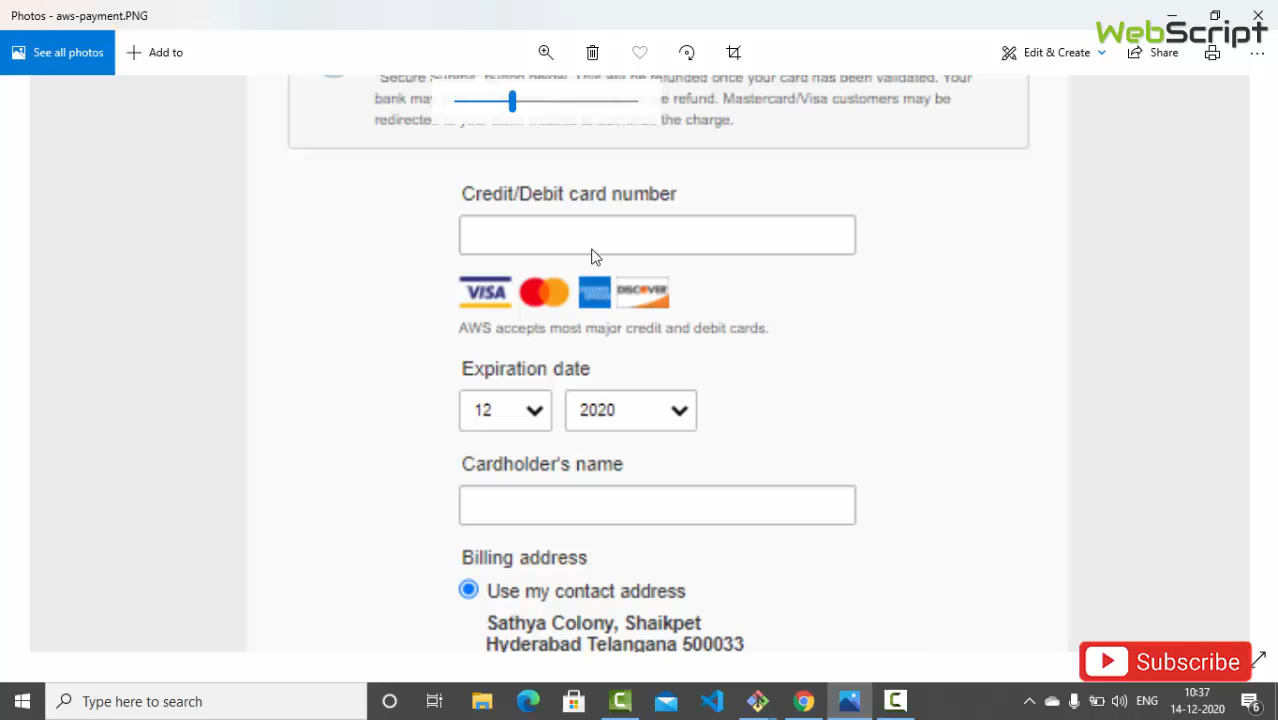 Photos - aws-payment.PNG
WebScript
See all photos
Add to
Edit & Create
Share
bank may
refunded once your card has been validated. Your
refund. Mastercard/Visa customers may be
redirected
the charge.
Credit/Debit card number
VISA
DISCOVER
AWS accepts most major credit and debit cards.
Expiration date
12 2020
Cardholder's name
Billing address
Use my contact address
Sathya Colony, Shaikpet
Hyderabad Telangana 500033
Subscribe
Type here to search
ENG
10:37
14-12-2020
6